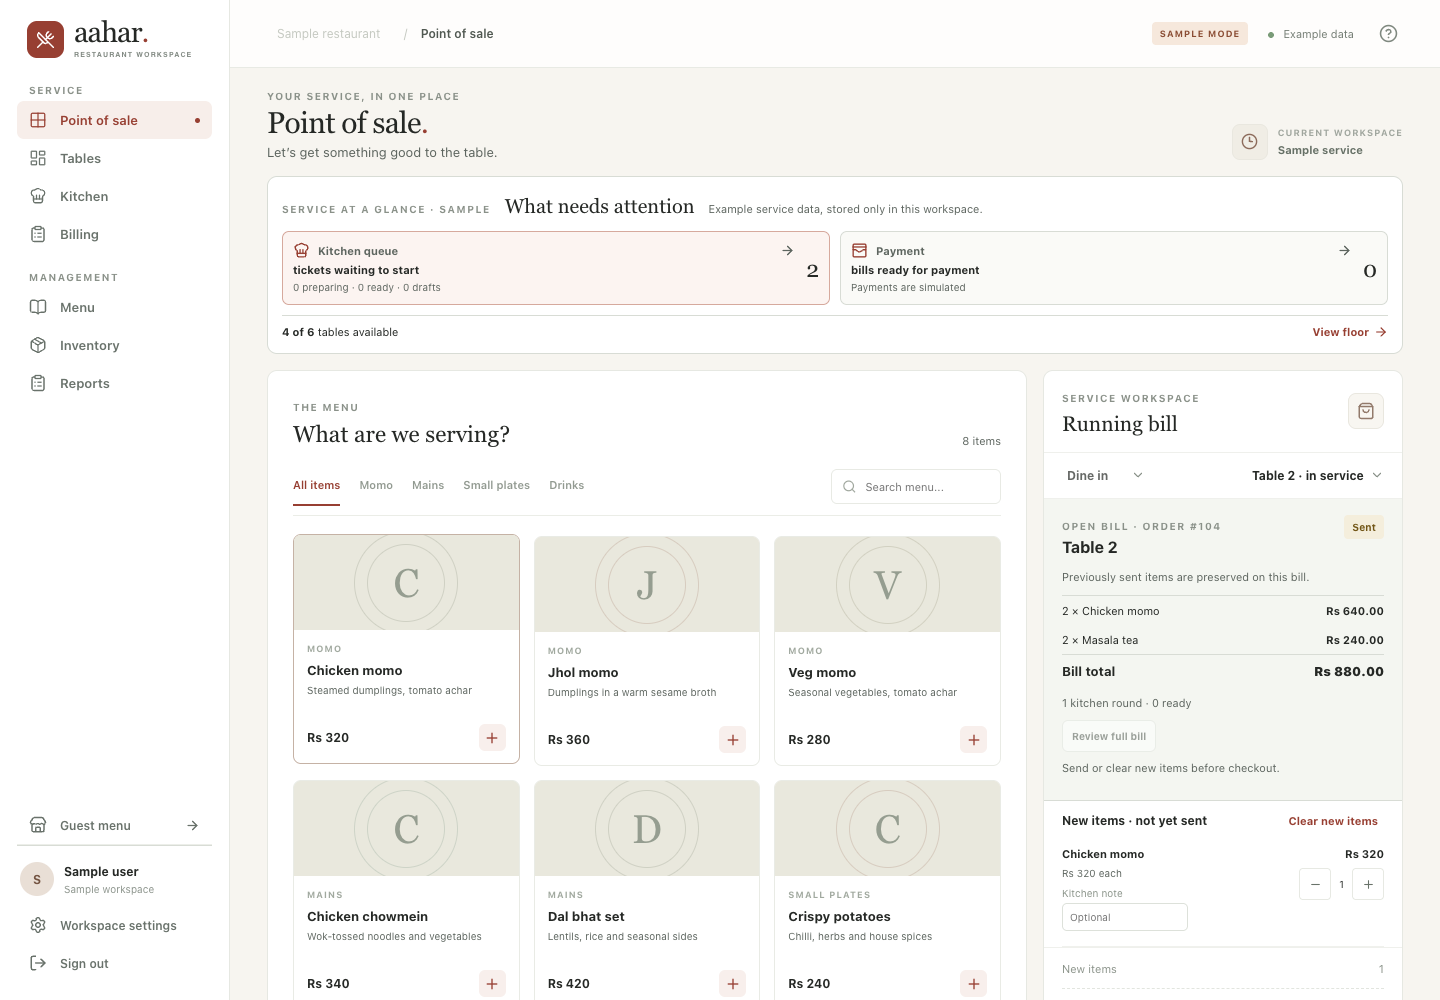 aahar.
RESTAURANT WORKSPACE
SERVICE
Point of sale
Tables
Kitchen
Billing
MANAGEMENT
Menu
Inventory
Reports
Guest menu
S
Sample user
Sample workspace
Workspace settings
Sign out
Sample restaurant / Point of sale
SAMPLE MODE
Example data
YOUR SERVICE, IN ONE PLACE
Point of sale.
Let's get something good to the table.
CURRENT WORKSPACE
Sample service
SERVICE AT A GLANCE · SAMPLE What needs attention Example service data, stored only in this workspace.
Kitchen queue
tickets waiting to start
0 preparing · 0 ready · 0 drafts
2
Payment
bills ready for payment
Payments are simulated
0
4 of 6 tables available
View floor
THE MENU
What are we serving?
8 items
All items Momo Mains Small plates Drinks
Search menu...
C
MOMO
Chicken momo
Steamed dumplings, tomato achar
Rs 320
J
MOMO
Jhol momo
Dumplings in a warm sesame broth
Rs 360
V
MOMO
Veg momo
Seasonal vegetables, tomato achar
Rs 280
C
MAINS
Chicken chowmein
Wok-tossed noodles and vegetables
Rs 340
D
MAINS
Dal bhat set
Lentils, rice and seasonal sides
Rs 420
C
SMALL PLATES
Crispy potatoes
Chilli, herbs and house spices
Rs 240
SERVICE WORKSPACE
Running bill
Dine in
Table 2 · in service
OPEN BILL · ORDER #104
Sent
Table 2
Previously sent items are preserved on this bill.
2 × Chicken momo Rs 640.00
2 × Masala tea Rs 240.00
Bill total Rs 880.00
1 kitchen round · 0 ready
Review full bill
Send or clear new items before checkout.
New items · not yet sent
Clear new items
Chicken momo Rs 320
Rs 320 each
− 1 +
Kitchen note
Optional
New items 1